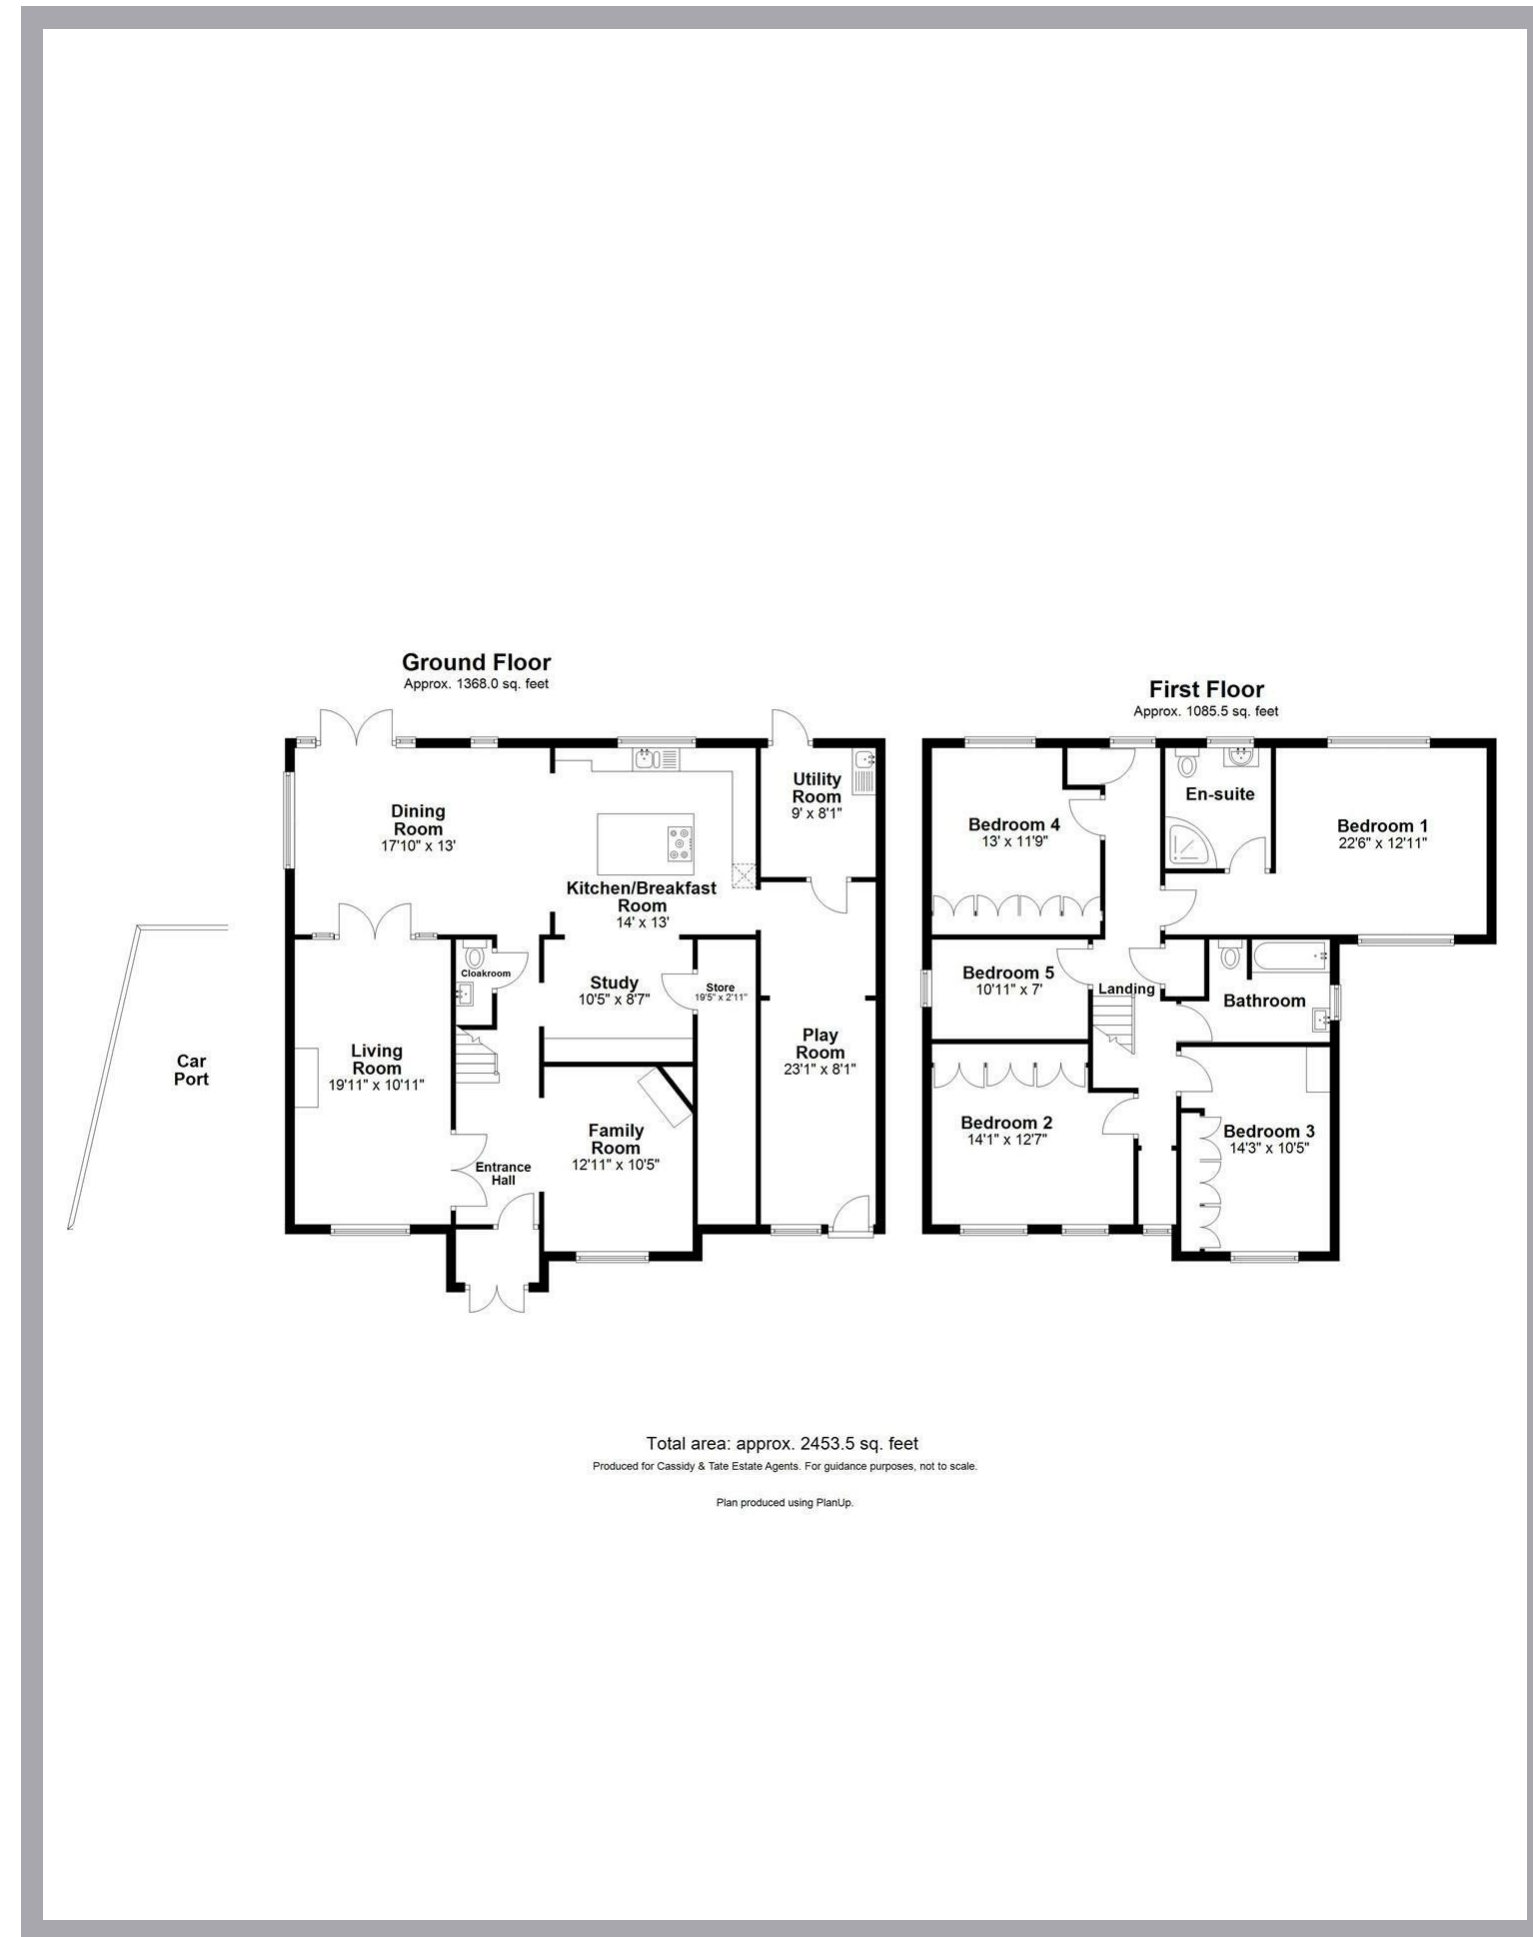 Ground Floor
Approx. 1368.0 sq. feet
Dining
Room
17'10" x 13'
Kitchen/Breakfast
Room
14' x 13'
Utility
Room
9' x 8'1"
Cloakroom
Study
10'5" x 8'7"
Store
19'5" x 2'11"
Play
Room
23'1" x 8'1"
Living
Room
19'11" x 10'11"
Car
Port
Family
Room
12'11" x 10'5"
Entrance
Hall
First Floor
Approx. 1085.5 sq. feet
Bedroom 4
13' x 11'9"
En-suite
Bedroom 1
22'6" x 12'11"
Bedroom 5
10'11" x 7'
Landing
Bathroom
Bedroom 2
14'1" x 12'7"
Bedroom 3
14'3" x 10'5"
Total area: approx. 2453.5 sq. feet
Produced for Cassidy & Tate Estate Agents. For guidance purposes, not to scale.
Plan produced using PlanUp.